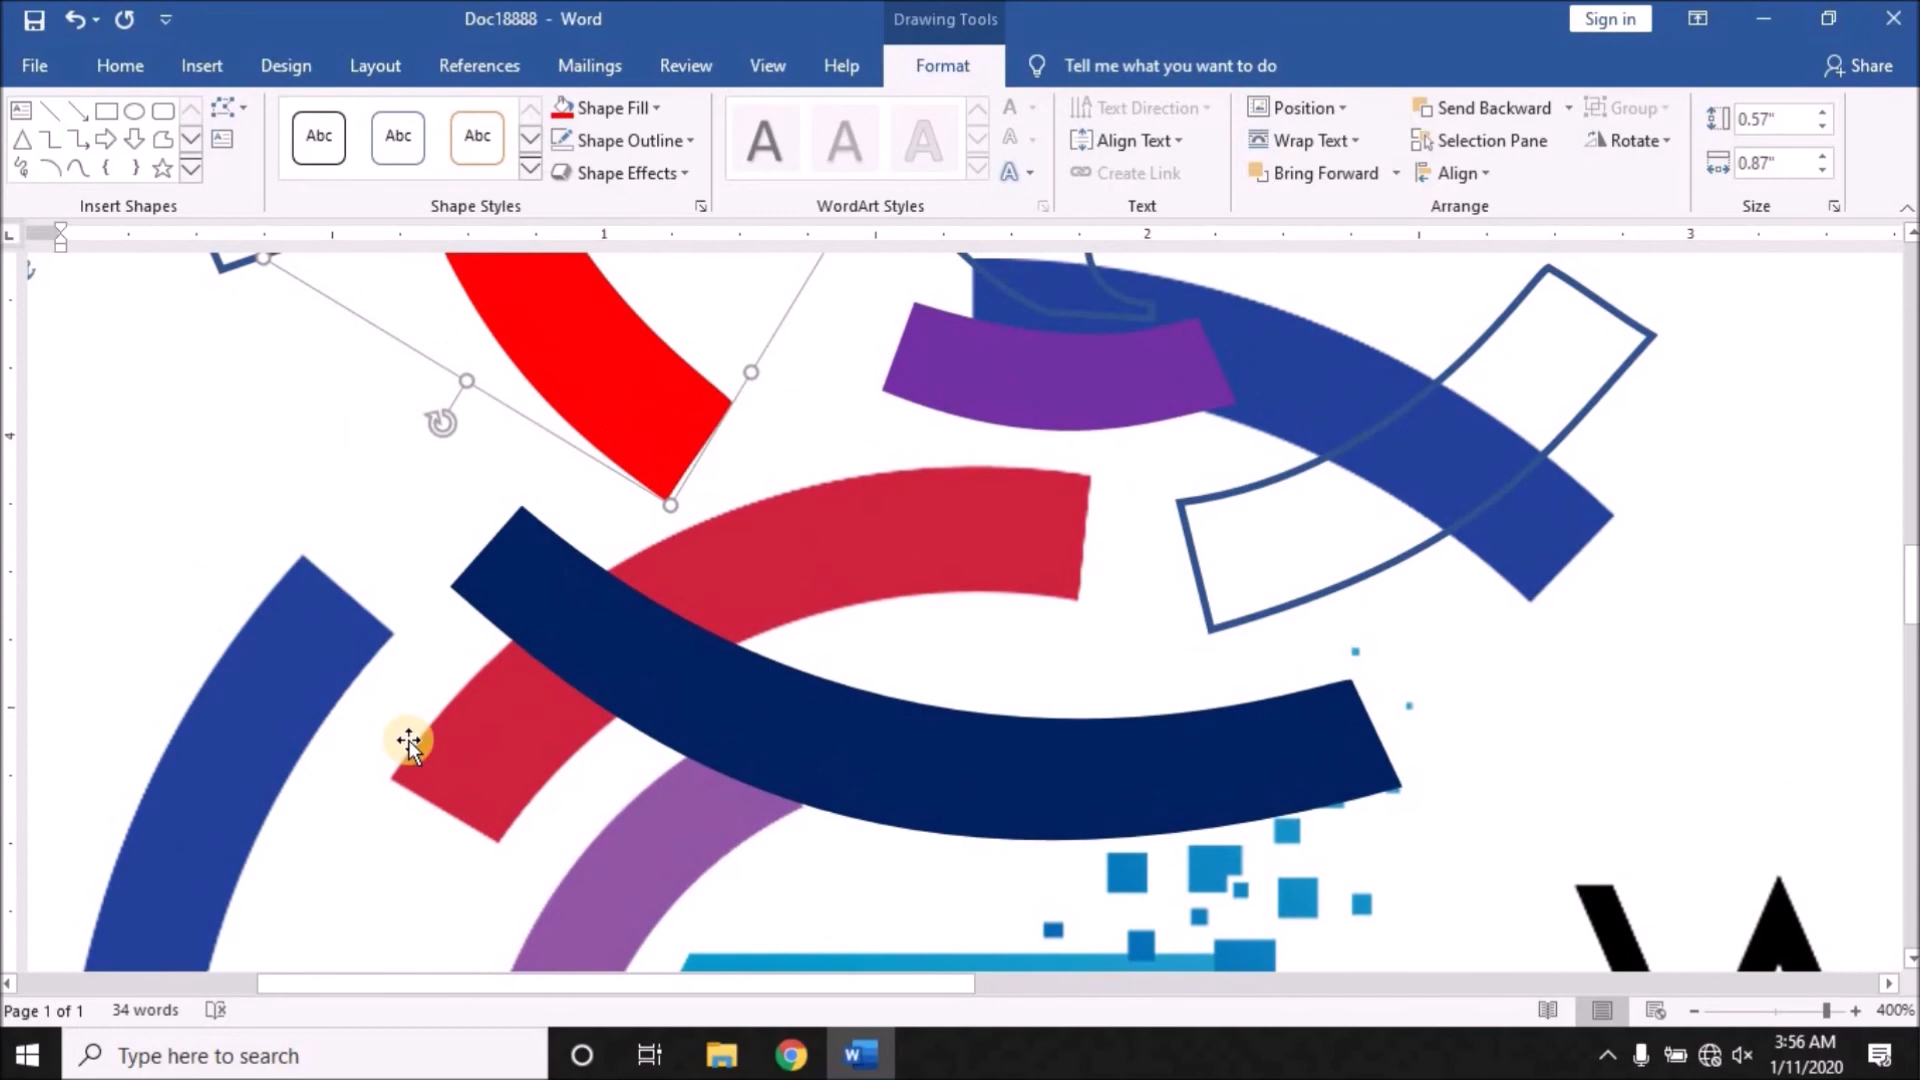 Doc18888 - Word
Drawing Tools
Sign in
File Home Insert Design Layout References Mailings Review View Help Format Tell me what you want to do Share
Abc Abc Abc
Shape Fill
Shape Outline
Shape Effects
A A A
A
A
A
Text Direction
Align Text
Create Link
Position
Wrap Text
Bring Forward
Send Backward
Selection Pane
Align
Group
Rotate
0.57"
0.87"
Insert Shapes Shape Styles WordArt Styles Text Arrange Size
1 2 3
4
Page 1 of 1 34 words 400%
Type here to search
W
3:56 AM
1/11/2020